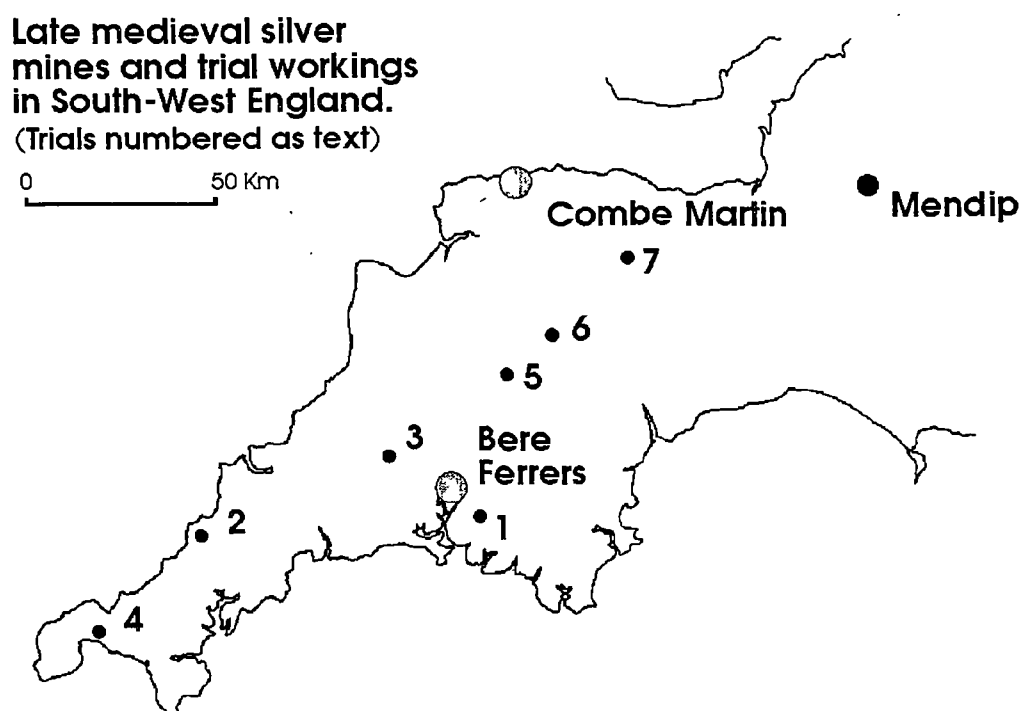 Late medieval silver
mines and trial workings
in South-West England.
(Trials numbered as text)
0 50 Km
Combe Martin
Mendip
7
6
5
3
Bere
Ferrers
2
1
4